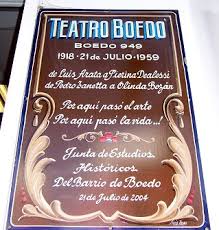 TEATRO BOEDO
BOEDO 949
1918 - 21 de JULIO - 1959
de Luis Arata a Pierina Dealessi
de Pedro Zanetta a Olinda Bozán
Por aquí pasó el arte
Por aquí pasó la vida...
Junta de Estudios
Históricos
Del Barrio de Boedo
21 de Julio de 2004